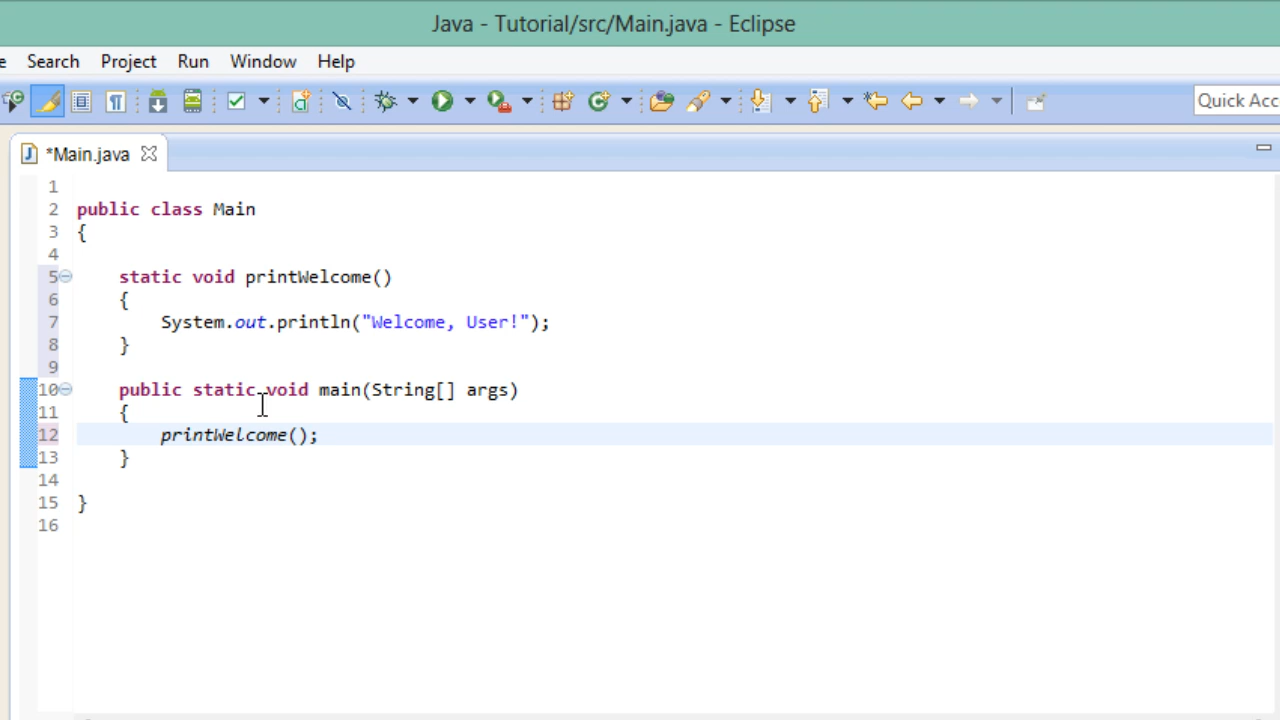 Java - Tutorial/src/Main.java - Eclipse
e Search Project Run Window Help
Quick Acc
*Main.java
1
2 public class Main
3 {
4
5 static void printWelcome()
6 {
7 System.out.println("Welcome, User!");
8 }
9
10 public static void main(String[] args)
11 {
12 printWelcome();
13 }
14
15 }
16